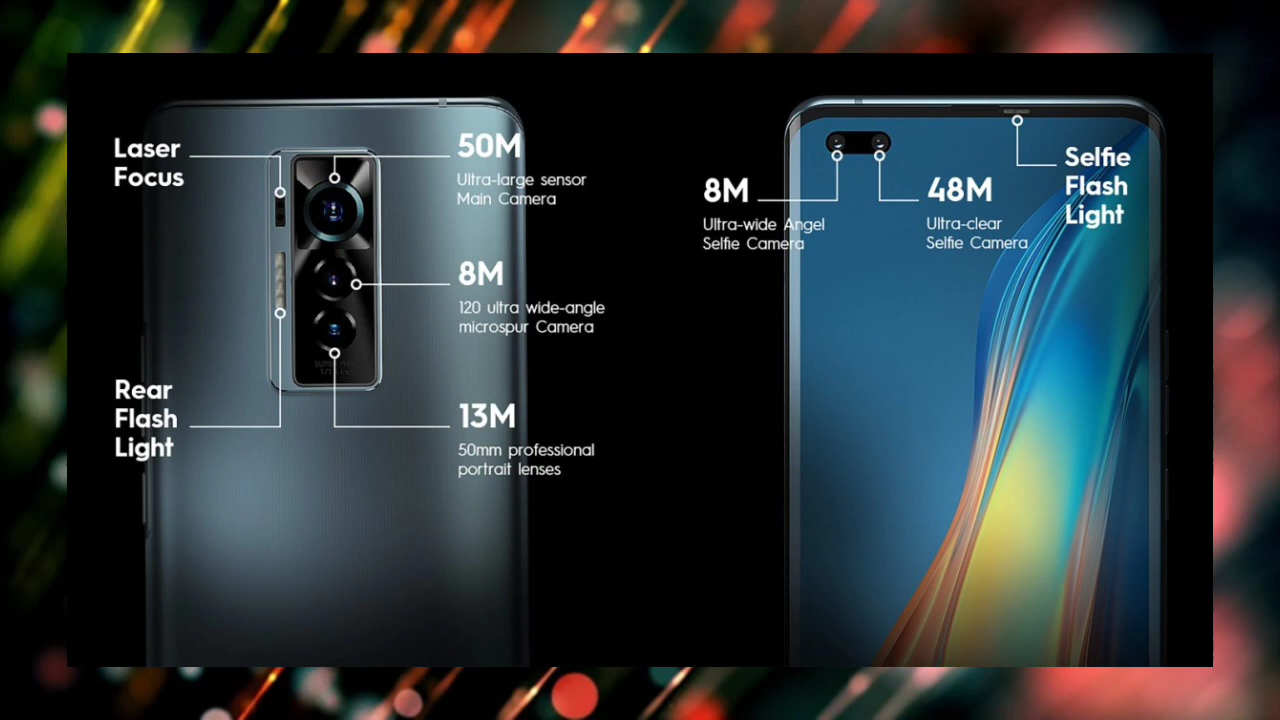 Laser
Focus
50M
Ultra-large sensor
Main Camera
8M
120 ultra wide-angle
microspur Camera
Rear
Flash
Light
13M
50mm professional
portrait lenses
Selfie
Flash
Light
8M
Ultra-wide Angel
Selfie Camera
48M
Ultra-clear
Selfie Camera